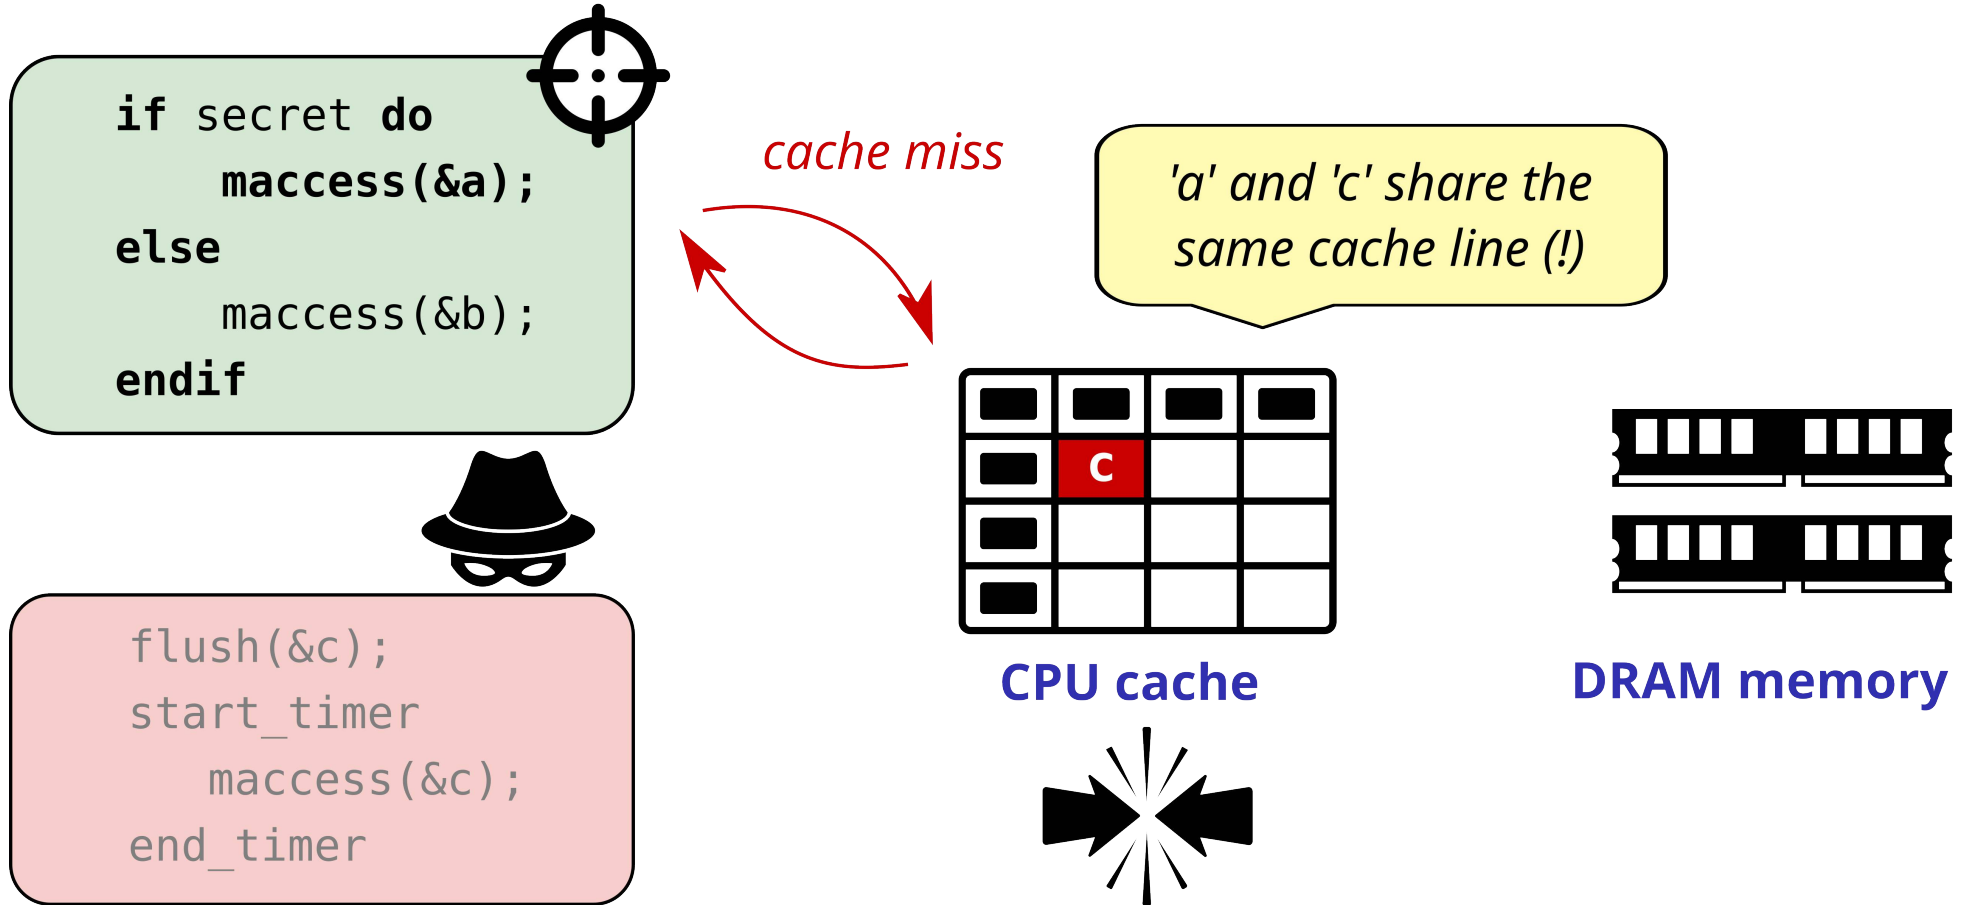 if secret do
maccess(&a);
else
maccess(&b);
endif
cache miss
'a' and 'c' share the
same cache line (!)
c
CPU cache
DRAM memory
flush(&c);
start_timer
maccess(&c);
end_timer